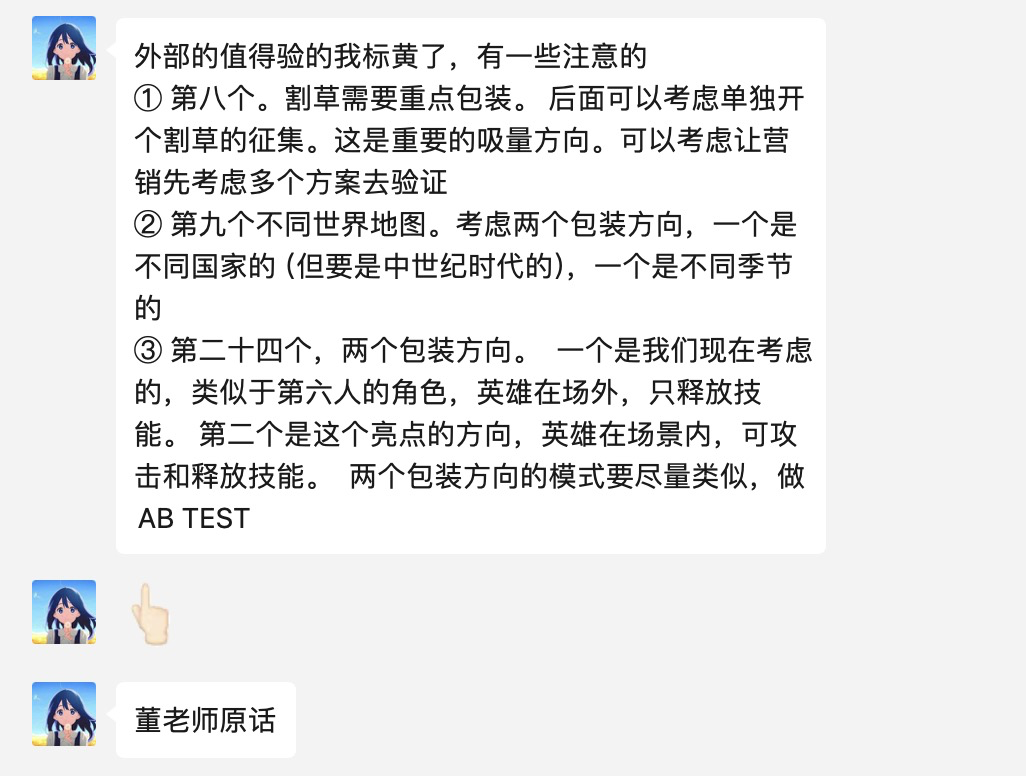 外部的值得验的我标黄了，有一些注意的
① 第八个。割草需要重点包装。 后面可以考虑单独开
个割草的征集。这是重要的吸量方向。可以考虑让营
销先考虑多个方案去验证
② 第九个不同世界地图。考虑两个包装方向，一个是
不同国家的 (但要是中世纪时代的)，一个是不同季节
的
③ 第二十四个，两个包装方向。  一个是我们现在考虑
的，类似于第六人的角色，英雄在场外，只释放技
能。 第二个是这个亮点的方向，英雄在场景内，可攻
击和释放技能。  两个包装方向的模式要尽量类似，做
AB TEST
👆🏻
董老师原话